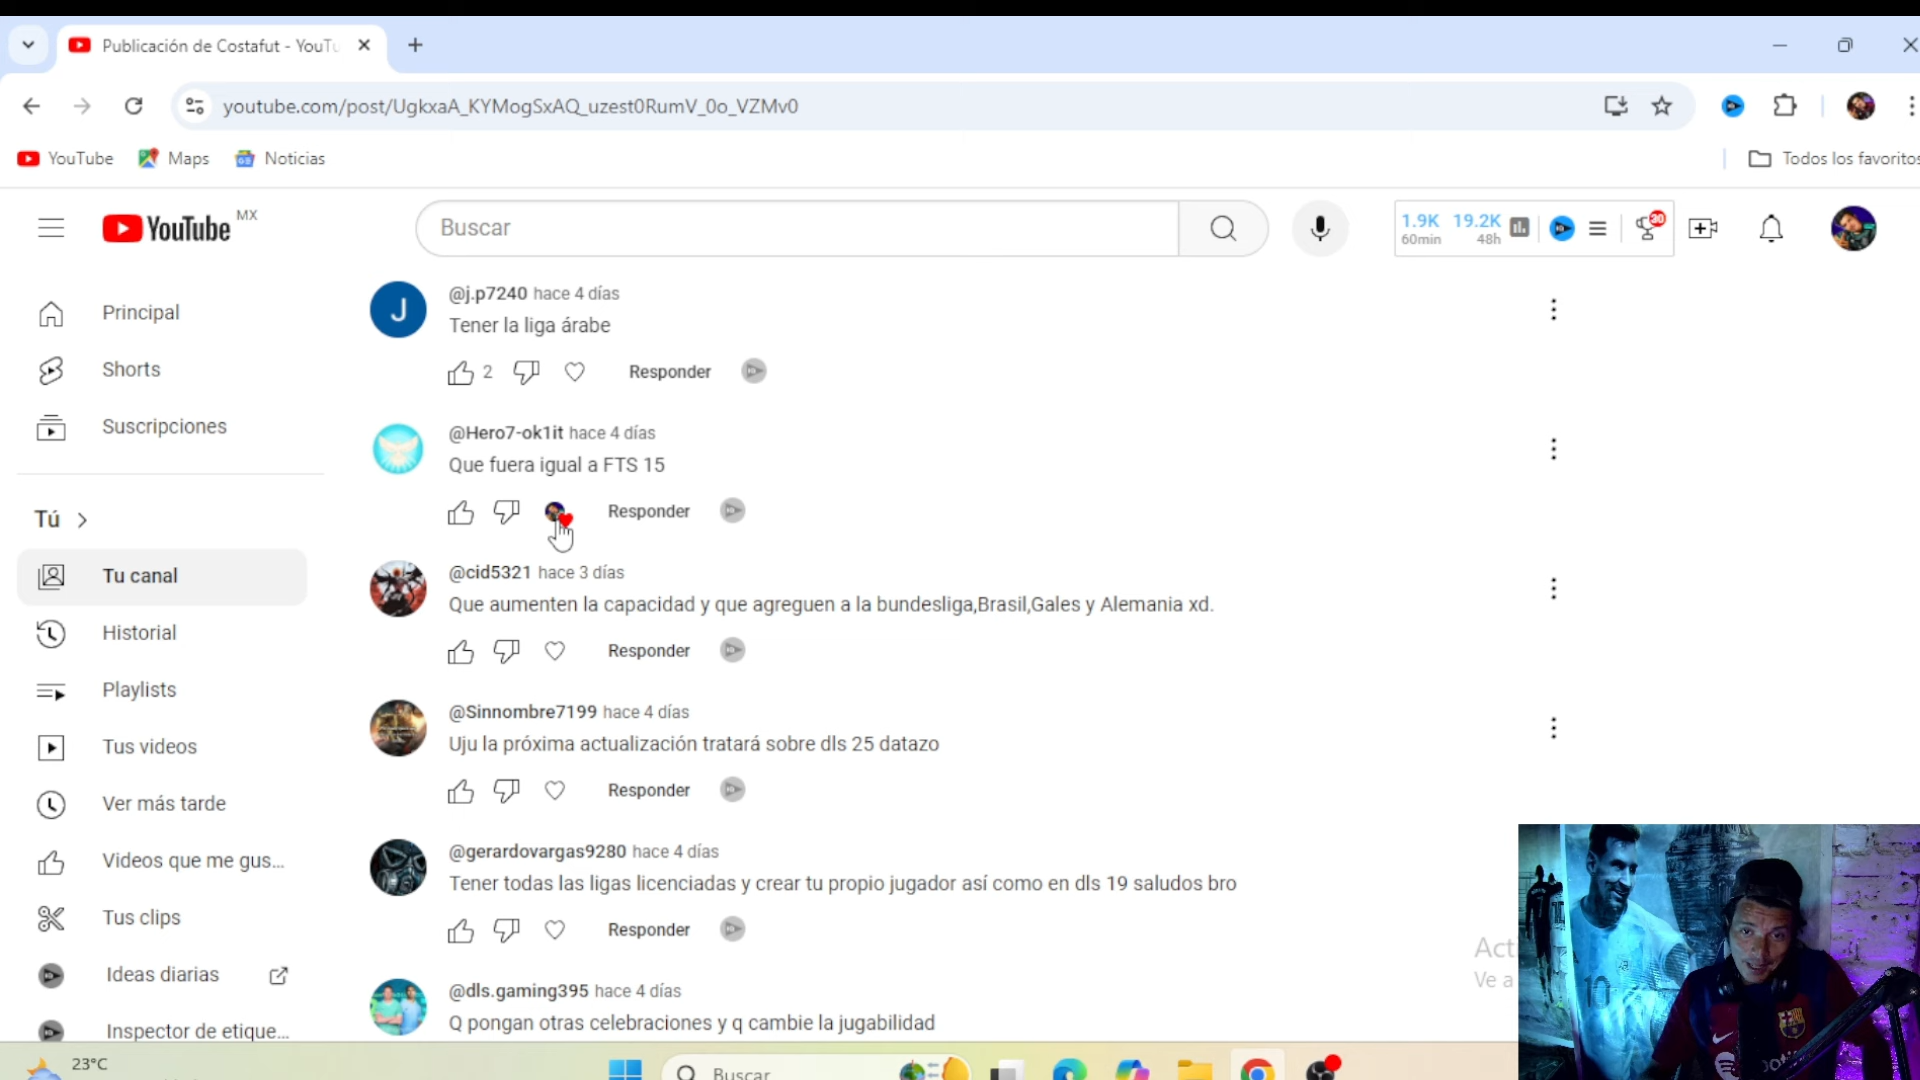 Publicación de Costafut - YouTu
youtube.com/post/UgkxaA_KYMogSxAQ_uzest0RumV_0o_VZMv0
YouTube
Maps
Noticias
Todos los favoritos
YouTube MX
Buscar
1.9K 19.2K
60min 48h
30
Principal
Shorts
Suscripciones
Tú
Tu canal
Historial
Playlists
Tus videos
Ver más tarde
Videos que me gus...
Tus clips
Ideas diarias
Inspector de etique...
J
@j.p7240 hace 4 días
Tener la liga árabe
2 Responder
@Hero7-ok1it hace 4 días
Que fuera igual a FTS 15
Responder
@cid5321 hace 3 días
Que aumenten la capacidad y que agreguen a la bundesliga,Brasil,Gales y Alemania xd.
Responder
@Sinnombre7199 hace 4 días
Uju la próxima actualización tratará sobre dls 25 datazo
Responder
@gerardovargas9280 hace 4 días
Tener todas las ligas licenciadas y crear tu propio jugador así como en dls 19 saludos bro
Responder
@dls.gaming395 hace 4 días
Q pongan otras celebraciones y q cambie la jugabilidad
Act
Ve a
10
23°C
Buscar